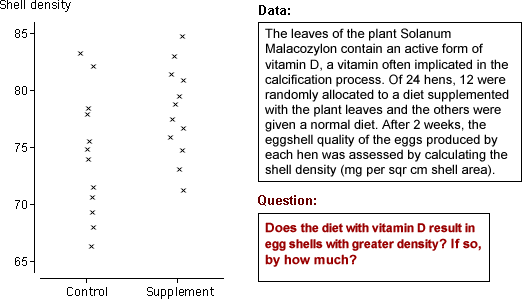 Shell density
85
80
75
70
65
Control Supplement
Data:
The leaves of the plant Solanum
Malacozylon contain an active form of
vitamin D, a vitamin often implicated in the
calcification process. Of 24 hens, 12 were
randomly allocated to a diet supplemented
with the plant leaves and the others were
given a normal diet. After 2 weeks, the
eggshell quality of the eggs produced by
each hen was assessed by calculating the
shell density (mg per sqr cm shell area).
Question:
Does the diet with vitamin D result in
egg shells with greater density? If so,
by how much?